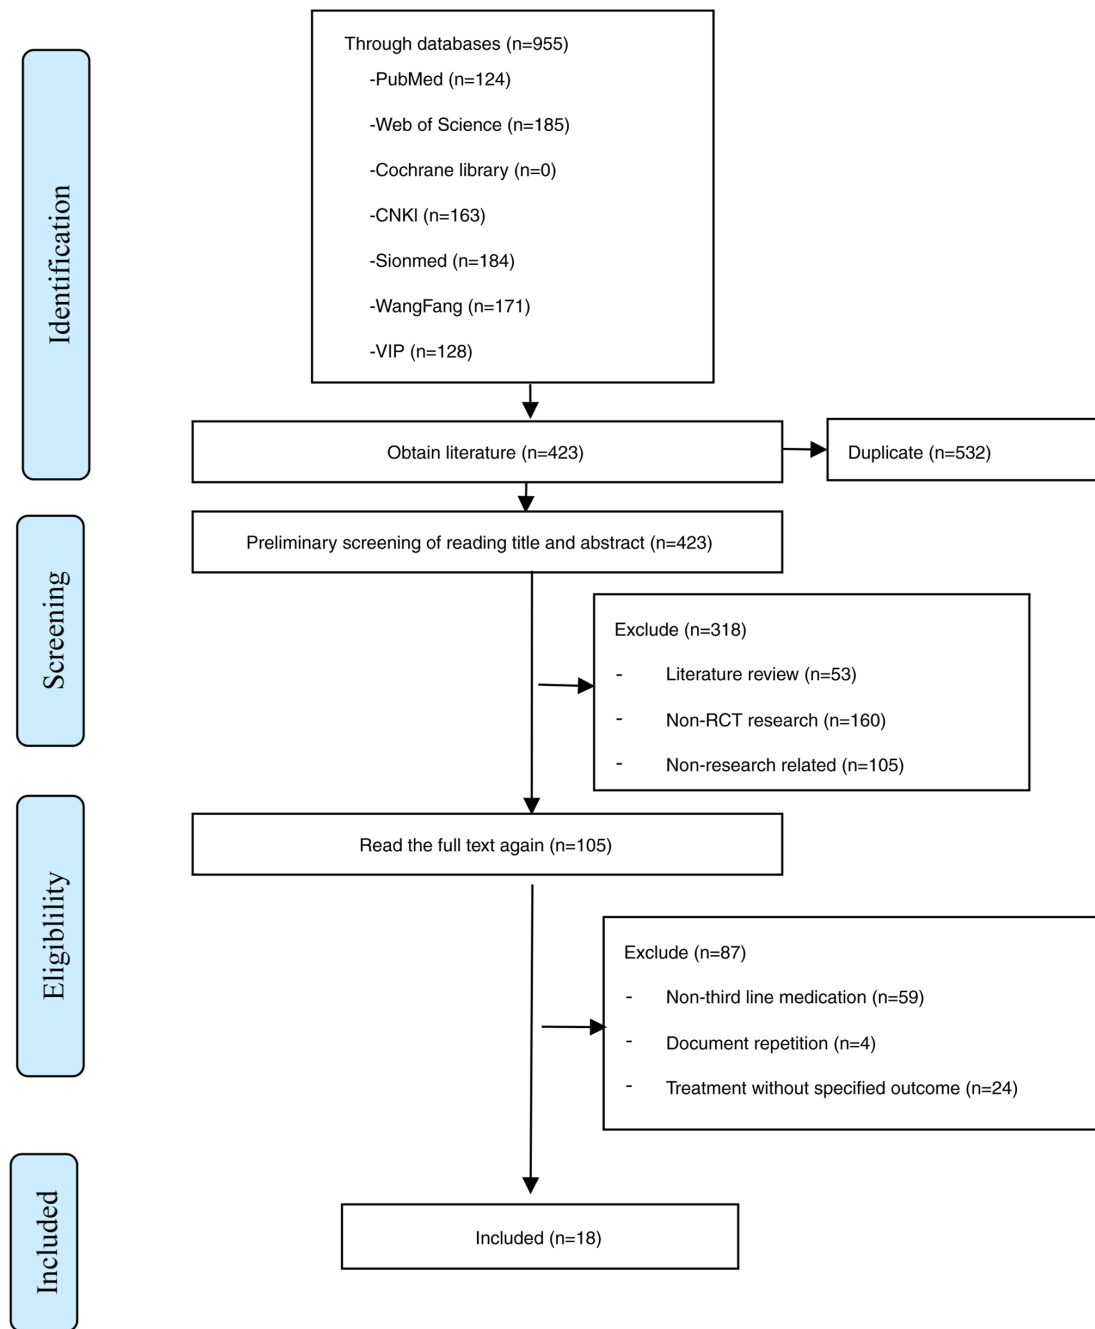 Identification
Through databases (n=955)
-PubMed (n=124)
-Web of Science (n=185)
-Cochrane library (n=0)
-CNKI (n=163)
-Sionmed (n=184)
-WangFang (n=171)
-VIP (n=128)
Obtain literature (n=423)
Duplicate (n=532)
Screening
Preliminary screening of reading title and abstract (n=423)
Exclude (n=318)
- Literature review (n=53)
- Non-RCT research (n=160)
- Non-research related (n=105)
Eligiblility
Read the full text again (n=105)
Exclude (n=87)
- Non-third line medication (n=59)
- Document repetition (n=4)
- Treatment without specified outcome (n=24)
Included
Included (n=18)